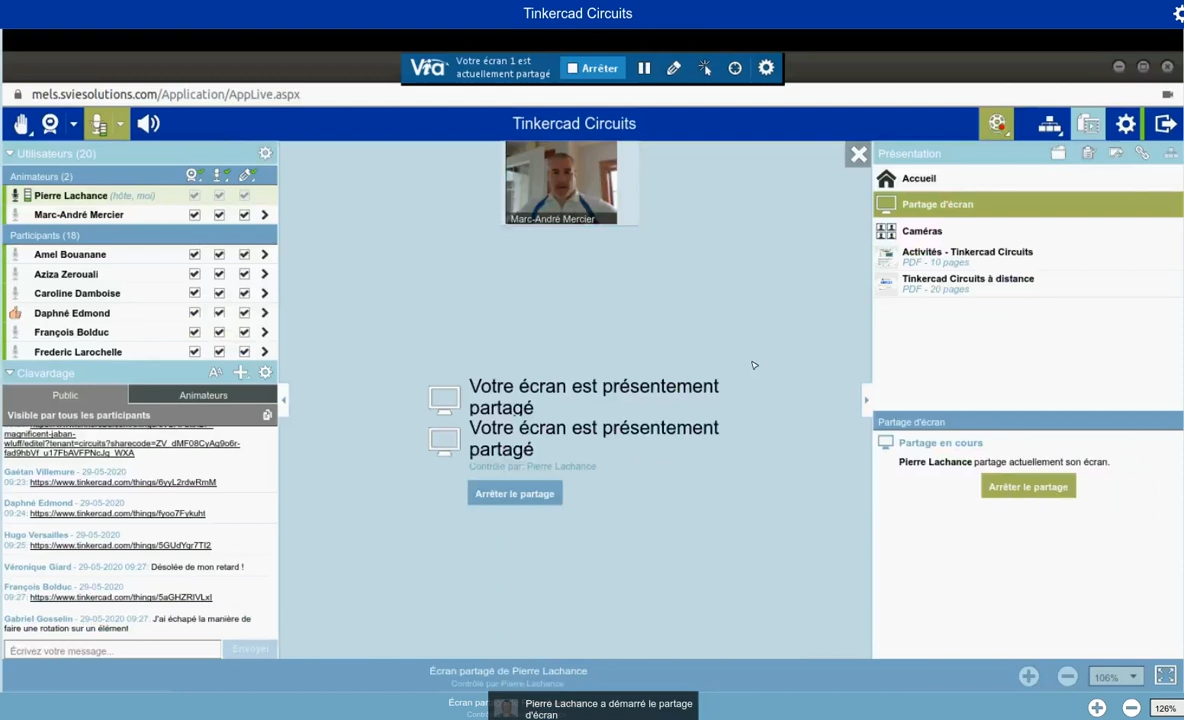 Tinkercad Circuits
Via
Votre écran 1 est
actuellement partagé
Arrêter
mels.sviesolutions.com/Application/AppLive.aspx
Tinkercad Circuits
Utilisateurs (20)
Animateurs (2)
Pierre Lachance (hôte, moi)
Marc-André Mercier
Participants (18)
Amel Bouanane
Aziza Zerouali
Caroline Damboise
Daphné Edmond
François Bolduc
Frederic Larochelle
Clavardage
Public
Animateurs
Visible par tous les participants
magnificent-jaban-
Gaétan Villemure - 29-05-2020
09:23: https://www.tinkercad.com/things/6yyL2rdwRmM
Daphné Edmond - 29-05-2020
09:24: https://www.tinkercad.com/things/fyoo7Fykuht
Hugo Versailles - 29-05-2020
09:25: https://www.tinkercad.com/things/5GUdYgr7Tl2
Véronique Giard - 29-05-2020 09:27: Désolée de mon retard !
François Bolduc - 29-05-2020
09:27: https://www.tinkercad.com/things/5aGHZRlVLxI
Gabriel Gosselin - 29-05-2020 09:27: J'ai échapé la manière de
faire une rotation sur un élément
Écrivez votre message...
Envoyer
Marc-André Mercier
Votre écran est présentement
partagé
Votre écran est présentement
partagé
Contrôlé par: Pierre Lachance
Arrêter le partage
Présentation
Accueil
Partage d'écran
Caméras
Activités - Tinkercad Circuits
PDF - 10 pages
Tinkercad Circuits à distance
PDF - 20 pages
Partage d'écran
Partage en cours
Pierre Lachance partage actuellement son écran.
Arrêter le partage
Écran partagé de Pierre Lachance
Contrôlé par Pierre Lachance
106%
Écran par
Pierre Lachance a démarré le partage
d'écran
126%